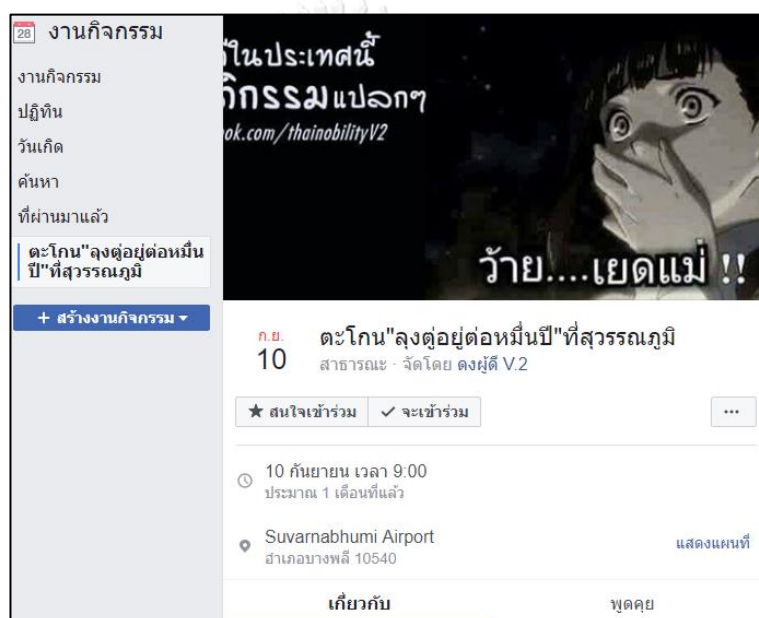 28 งานกิจกรรม
งานกิจกรรม
ปฏิทิน
วันเกิด
ค้นหา
ที่ผ่านมาแล้ว
ตะโกน"ลุงตู่อยู่ต่อหมื่น
ปี"ที่สุวรรณภูมิ
+ สร้างงานกิจกรรม
ในประเทศนี้
แปลกๆ
ok.com/thainobilityV2
ว้าย....เยดแม่ !!
ก.ย.
10
ตะโกน"ลุงตู่อยู่ต่อหมื่นปี"ที่สุวรรณภูมิ
สาธารณะ · จัดโดย ดงผู้ดี V.2
สนใจเข้าร่วม
จะเข้าร่วม
...
10 กันยายน เวลา 9:00
ประมาณ 1 เดือนที่แล้ว
Suvarnabhumi Airport
อำเภอบางพลี 10540
แสดงแผนที่
เกี่ยวกับ
พูดคุย